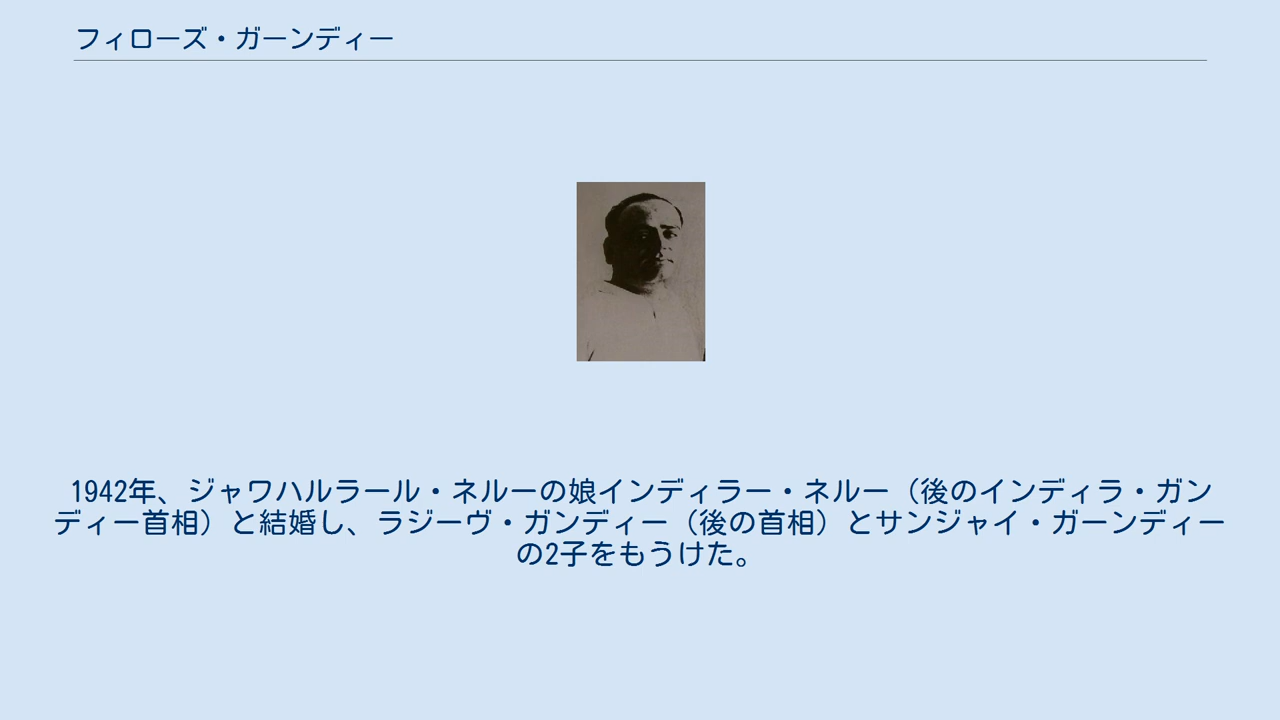 フィローズ・ガーンディー
1942年、ジャワハルラール・ネルーの娘インディラー・ネルー（後のインディラ・ガン
ディー首相）と結婚し、ラジーヴ・ガンディー（後の首相）とサンジャイ・ガーンディー
の2子をもうけた。